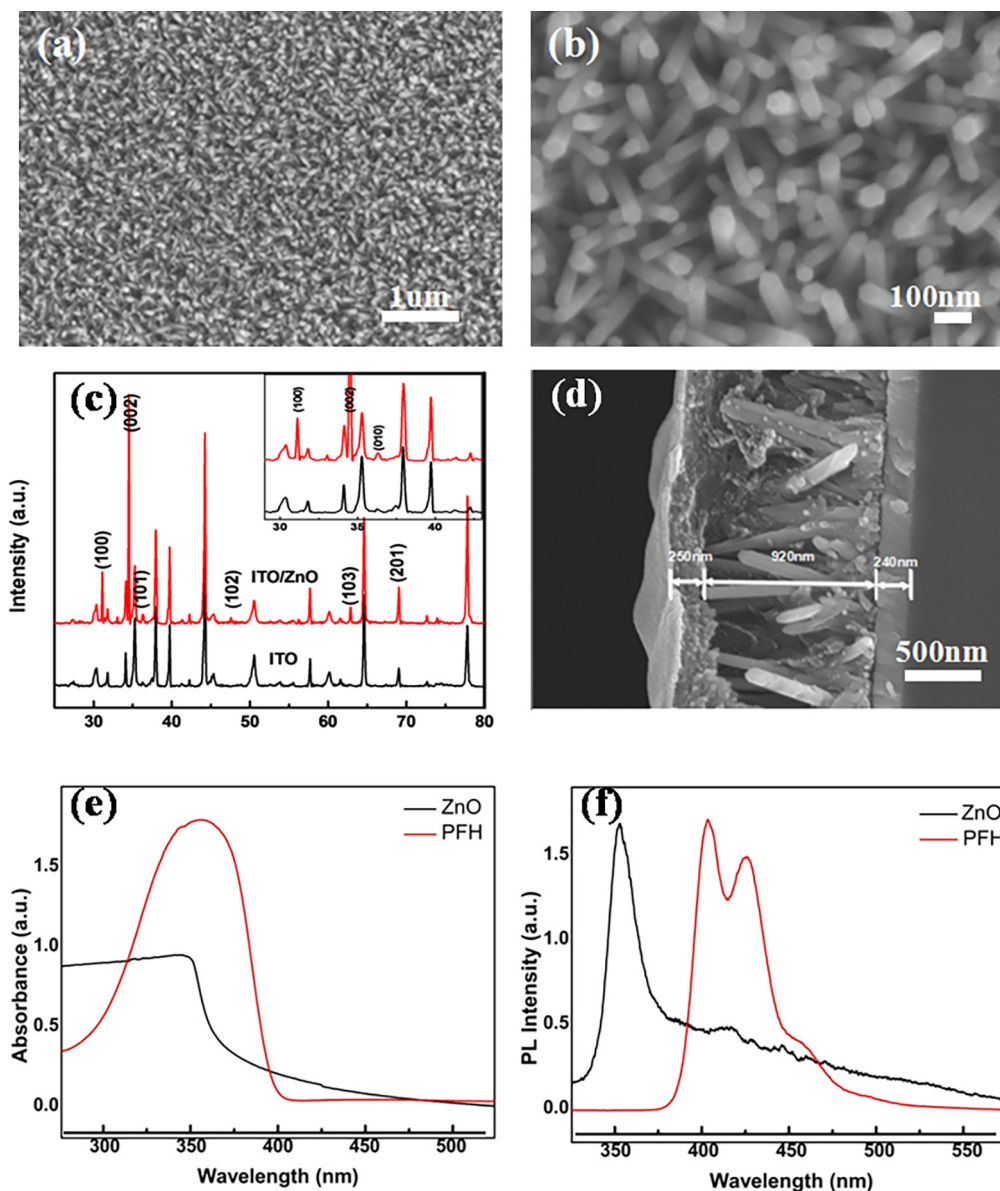 (a)
1um
(b)
100nm
(c)
(002)
(100)
(101)
(102)
(103)
(201)
ITO/ZnO
ITO
Intensity (a.u.)
30 40 50 60 70 80
(100)
(002)
(010)
30 35 40
(d)
250nm
920nm
240nm
500nm
(e)
ZnO
PFH
Absorbance (a.u.)
1.5
1.0
0.5
0.0
300 350 400 450 500
Wavelength (nm)
(f)
ZnO
PFH
PL Intensity (a.u.)
1.5
1.0
0.5
0.0
350 400 450 500 550
Wavelength (nm)